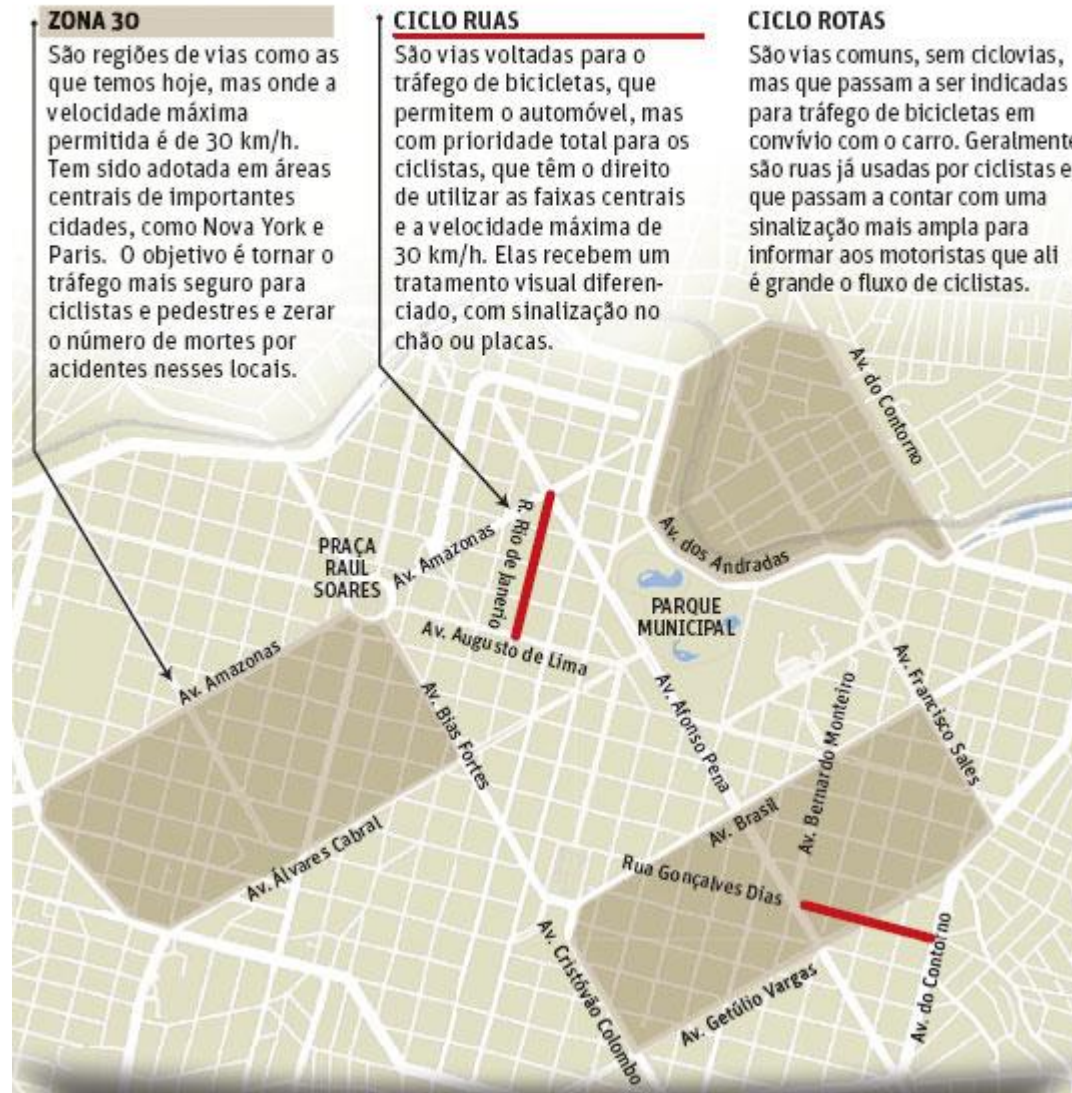 ZONA 30
São regiões de vias como as
que temos hoje, mas onde a
velocidade máxima
permitida é de 30 km/h.
Tem sido adotada em áreas
centrais de importantes
cidades, como Nova York e
Paris. O objetivo é tornar o
tráfego mais seguro para
ciclistas e pedestres e zerar
o número de mortes por
acidentes nesses locais.
CICLO RUAS
São vias voltadas para o
tráfego de bicicletas, que
permitem o automóvel, mas
com prioridade total para os
ciclistas, que têm o direito
de utilizar as faixas centrais
e a velocidade máxima de
30 km/h. Elas recebem um
tratamento visual diferen-
ciado, com sinalização no
chão ou placas.
CICLO ROTAS
São vias comuns, sem ciclovias,
mas que passam a ser indicadas
para tráfego de bicicletas em
convívio com o carro. Geralmente
são ruas já usadas por ciclistas e
que passam a contar com uma
sinalização mais ampla para
informar aos motoristas que ali
é grande o fluxo de ciclistas.
Av. do Contorno
R. Rio de Janerio
Av. Amazonas
PRAÇA
RAUL
SOARES
Av. dos Andradas
PARQUE
MUNICIPAL
Av. Augusto de Lima
Av. Amazonas
Av. Bias Fortes
Av. Afonso Pena
Av. Francisco Sales
Av. Bernardo Monteiro
Av. Brasil
Av. Álvares Cabral
Rua Gonçalves Dias
Av. Cristóvão Colombo
Av. Getúlio Vargas
Av. do Contorno